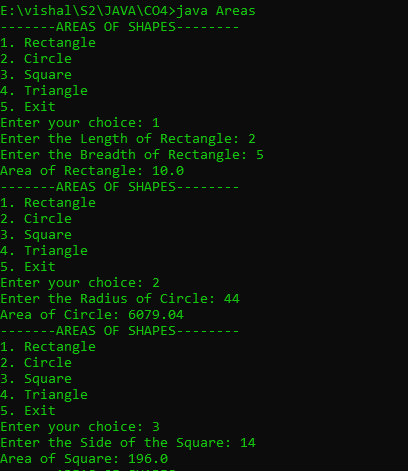 E:\vishal\S2\JAVA\CO4>java Areas
-------AREAS OF SHAPES--------
1. Rectangle
2. Circle
3. Square
4. Triangle
5. Exit
Enter your choice: 1
Enter the Length of Rectangle: 2
Enter the Breadth of Rectangle: 5
Area of Rectangle: 10.0
-------AREAS OF SHAPES--------
1. Rectangle
2. Circle
3. Square
4. Triangle
5. Exit
Enter your choice: 2
Enter the Radius of Circle: 44
Area of Circle: 6079.04
-------AREAS OF SHAPES--------
1. Rectangle
2. Circle
3. Square
4. Triangle
5. Exit
Enter your choice: 3
Enter the Side of the Square: 14
Area of Square: 196.0
-------AREAS OF SHAPES--------